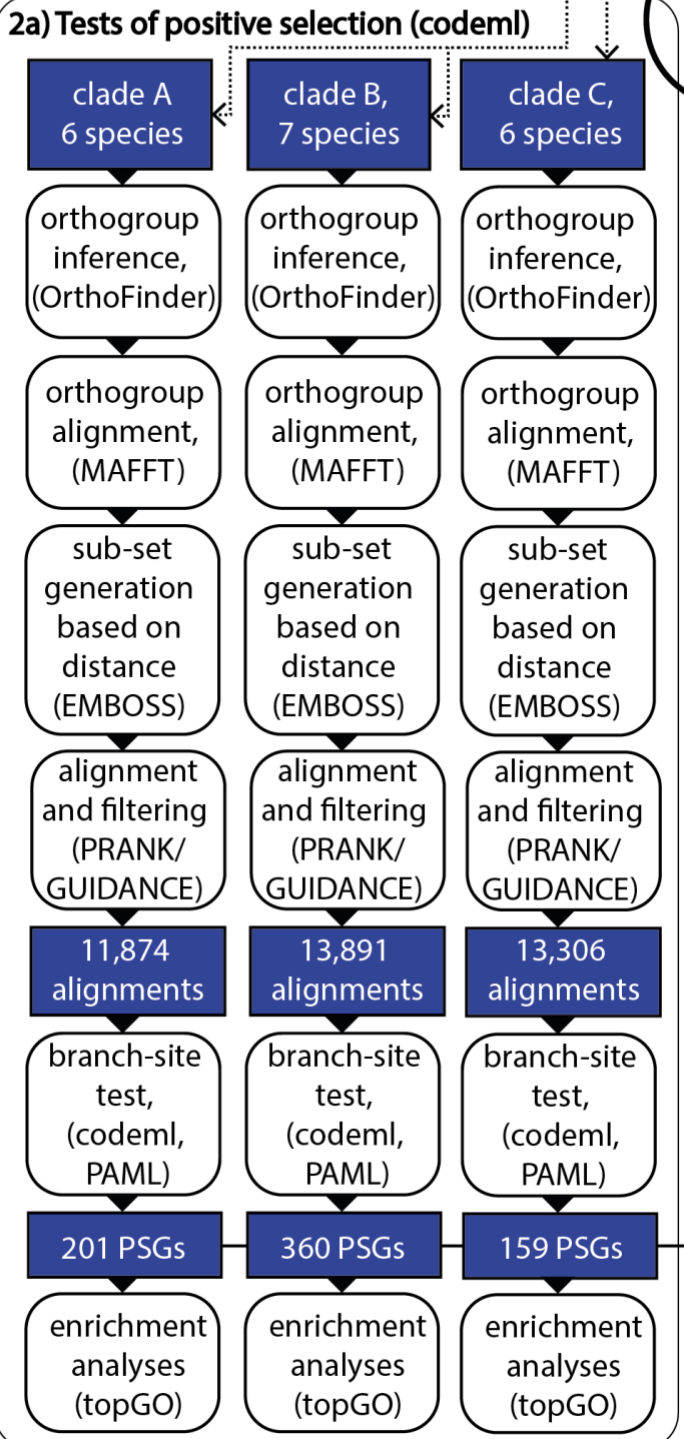 2a) Tests of positive selection (codeml)
clade A
6 species
orthogroup
inference,
(OrthoFinder)
orthogroup
alignment,
(MAFFT)
sub-set
generation
based on
distance
(EMBOSS)
alignment
and filtering
(PRANK/
GUIDANCE)
11,874
alignments
branch-site
test,
(codeml,
PAML)
201 PSGs
enrichment
analyses
(topGO)
clade B,
7 species
orthogroup
inference,
(OrthoFinder)
orthogroup
alignment,
(MAFFT)
sub-set
generation
based on
distance
(EMBOSS)
alignment
and filtering
(PRANK/
GUIDANCE)
13,891
alignments
branch-site
test,
(codeml,
PAML)
360 PSGs
enrichment
analyses
(topGO)
clade C,
6 species
orthogroup
inference,
(OrthoFinder)
orthogroup
alignment,
(MAFFT)
sub-set
generation
based on
distance
(EMBOSS)
alignment
and filtering
(PRANK/
GUIDANCE)
13,306
alignments
branch-site
test,
(codeml,
PAML)
159 PSGs
enrichment
analyses
(topGO)